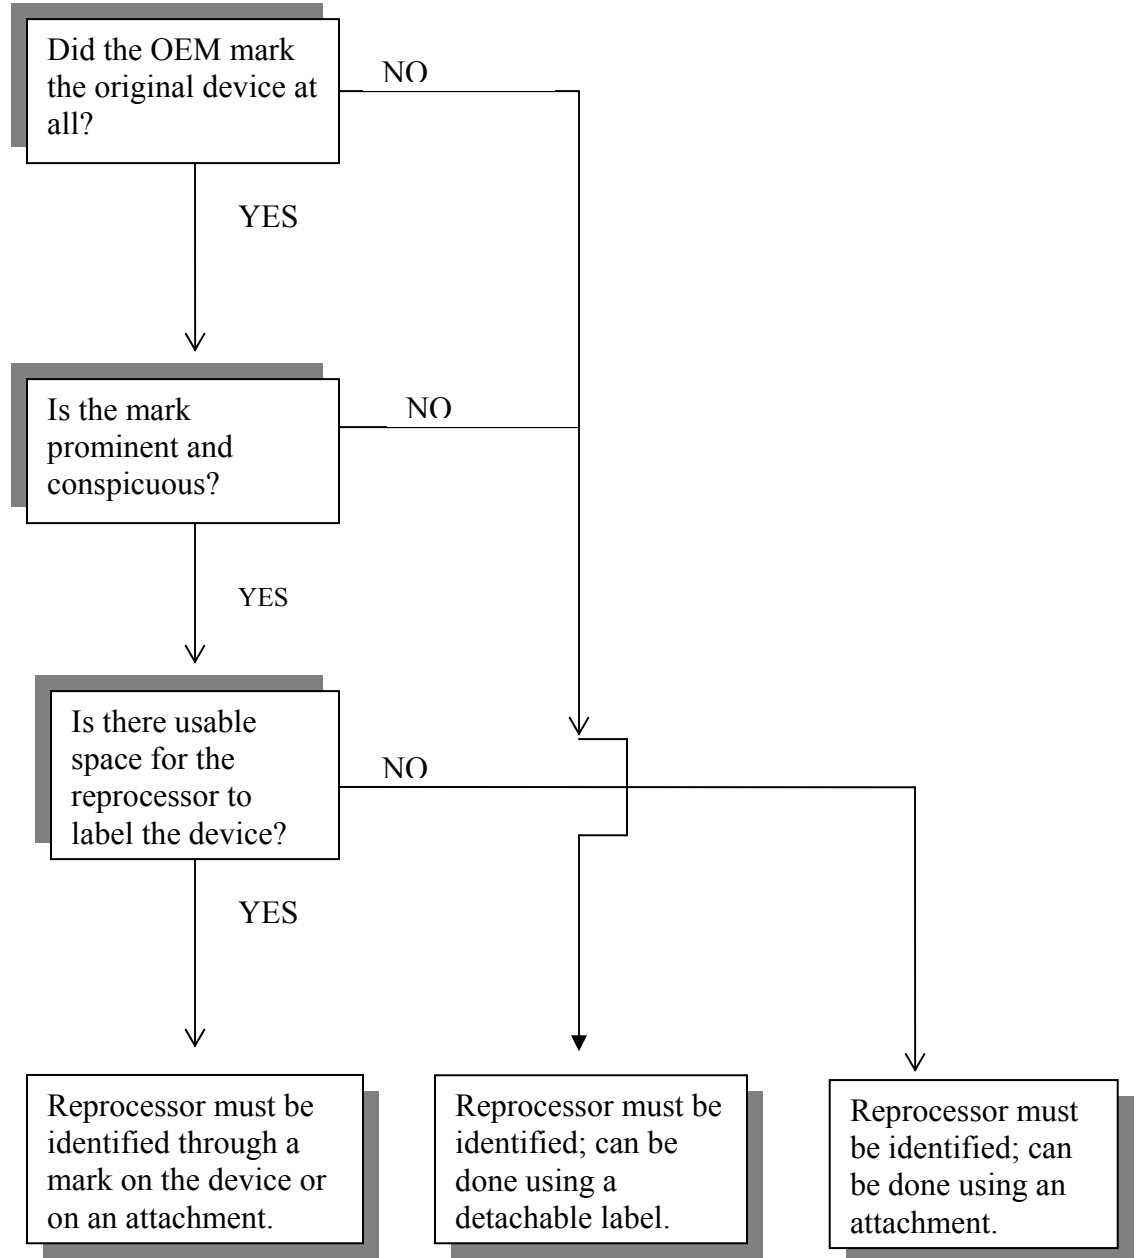 Did the OEM mark
the original device at
all?
NO
YES
Is the mark
prominent and
conspicuous?
NO
YES
Is there usable
space for the
reprocessor to
label the device?
NO
YES
Reprocessor must be
identified through a
mark on the device or
on an attachment.
Reprocessor must be
identified; can be
done using a
detachable label.
Reprocessor must
be identified; can
be done using an
attachment.